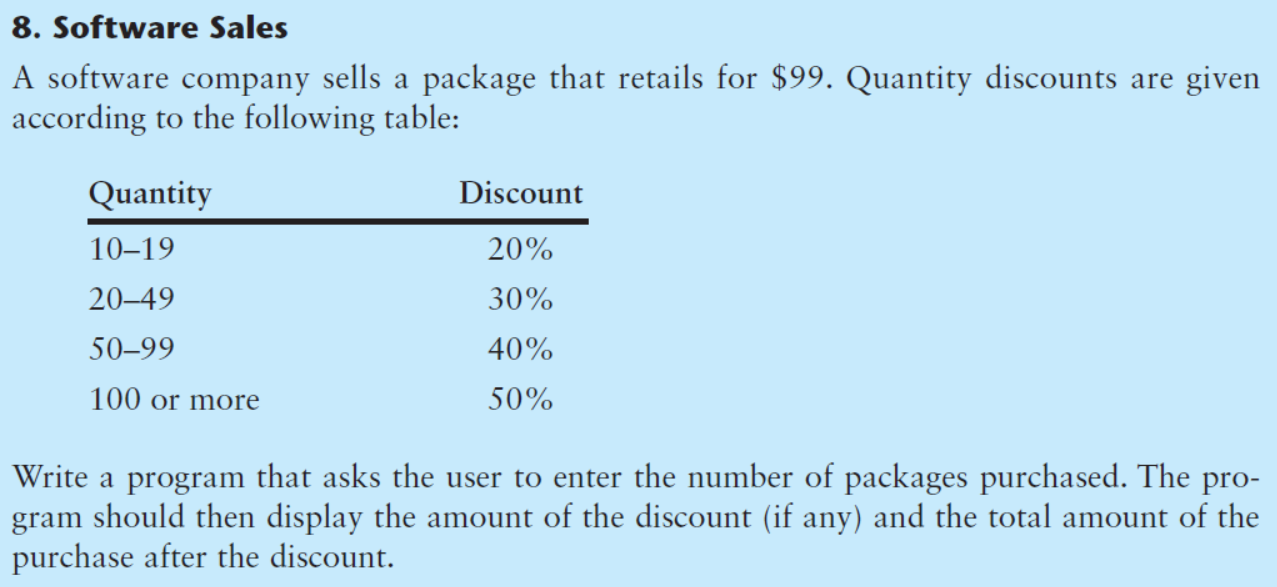 8. Software Sales
A software company sells a package that retails for $99. Quantity discounts are given
according to the following table:
Quantity Discount
10–19 20%
20–49 30%
50–99 40%
100 or more 50%
Write a program that asks the user to enter the number of packages purchased. The pro-
gram should then display the amount of the discount (if any) and the total amount of the
purchase after the discount.